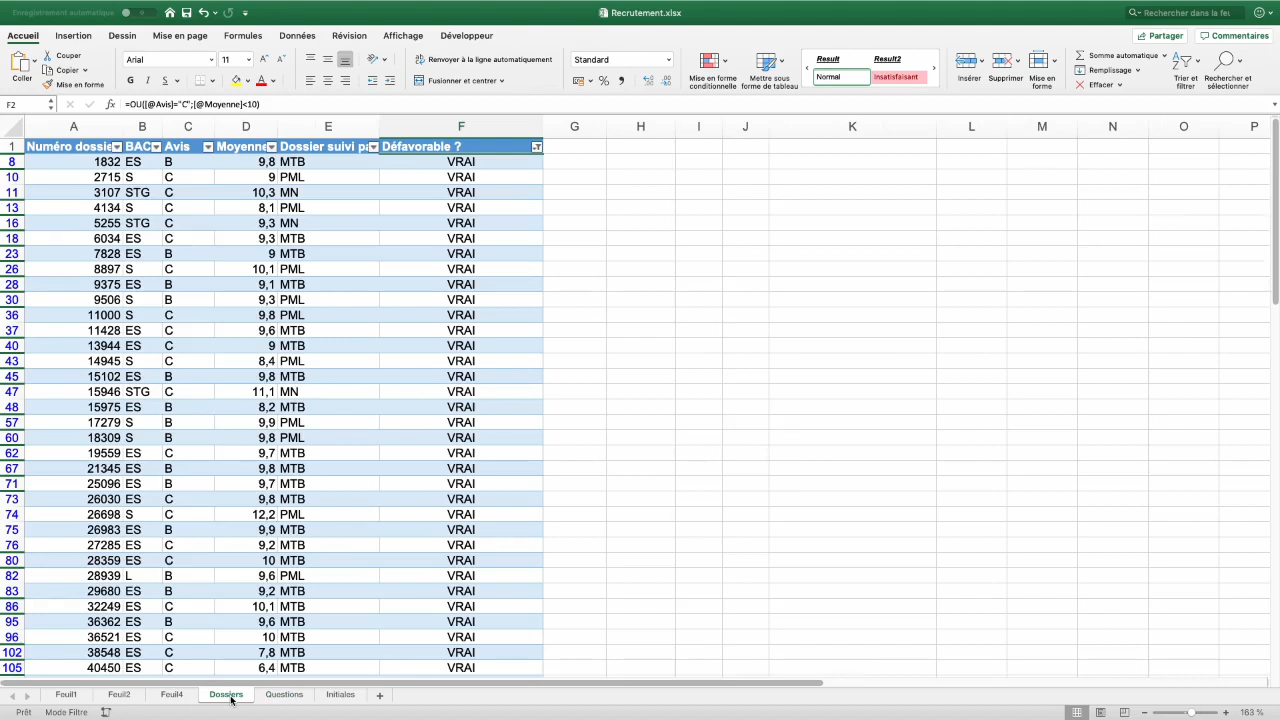 Enregistrement automatique
Recrutement.xlsx
Rechercher dans la feu
Accueil Insertion Dessin Mise en page Formules Données Révision Affichage Développeur
Partager Commentaires
Coller
Couper
Copier
Mise en forme
Arial 11
G I S
Renvoyer à la ligne automatiquement
Fusionner et centrer
Standard
Mise en forme conditionnelle
Mettre sous forme de tableau
Result Result2
Normal Insatisfaisant
Insérer Supprimer Mise en forme
Somme automatique
Remplissage
Effacer
Trier et filtrer
Rechercher et sélectionner
F2 fx =OU([@Avis]="C";[@Moyenne]<10)
A B C D E F G H I J K L M N O P
1 Numéro dossie BAC Avis Moyenne Dossier suivi pa Défavorable ?
8 1832 ES B 9,8 MTB VRAI
10 2715 S C 9 PML VRAI
11 3107 STG C 10,3 MN VRAI
13 4134 S C 8,1 PML VRAI
16 5255 STG C 9,3 MN VRAI
18 6034 ES C 9,3 MTB VRAI
23 7828 ES B 9 MTB VRAI
26 8897 S C 10,1 PML VRAI
28 9375 ES B 9,1 MTB VRAI
30 9506 S B 9,3 PML VRAI
36 11000 S C 9,8 PML VRAI
37 11428 ES C 9,6 MTB VRAI
40 13944 ES C 9 MTB VRAI
43 14945 S C 8,4 PML VRAI
45 15102 ES B 9,8 MTB VRAI
47 15946 STG C 11,1 MN VRAI
48 15975 ES B 8,2 MTB VRAI
57 17279 S B 9,9 PML VRAI
60 18309 S B 9,8 PML VRAI
62 19559 ES C 9,7 MTB VRAI
67 21345 ES B 9,8 MTB VRAI
71 25096 ES B 9,7 MTB VRAI
73 26030 ES C 9,8 MTB VRAI
74 26698 S C 12,2 PML VRAI
75 26983 ES B 9,9 MTB VRAI
76 27285 ES C 9,2 MTB VRAI
80 28359 ES C 10 MTB VRAI
82 28939 L B 9,6 PML VRAI
83 29680 ES B 9,2 MTB VRAI
86 32249 ES C 10,1 MTB VRAI
95 36362 ES B 9,6 MTB VRAI
96 36521 ES C 10 MTB VRAI
102 38548 ES C 7,8 MTB VRAI
105 40450 ES C 6,4 MTB VRAI
Feuil1 Feuil2 Feuil4 Dossiers Questions Initiales +
Prêt Mode Filtre 163 %